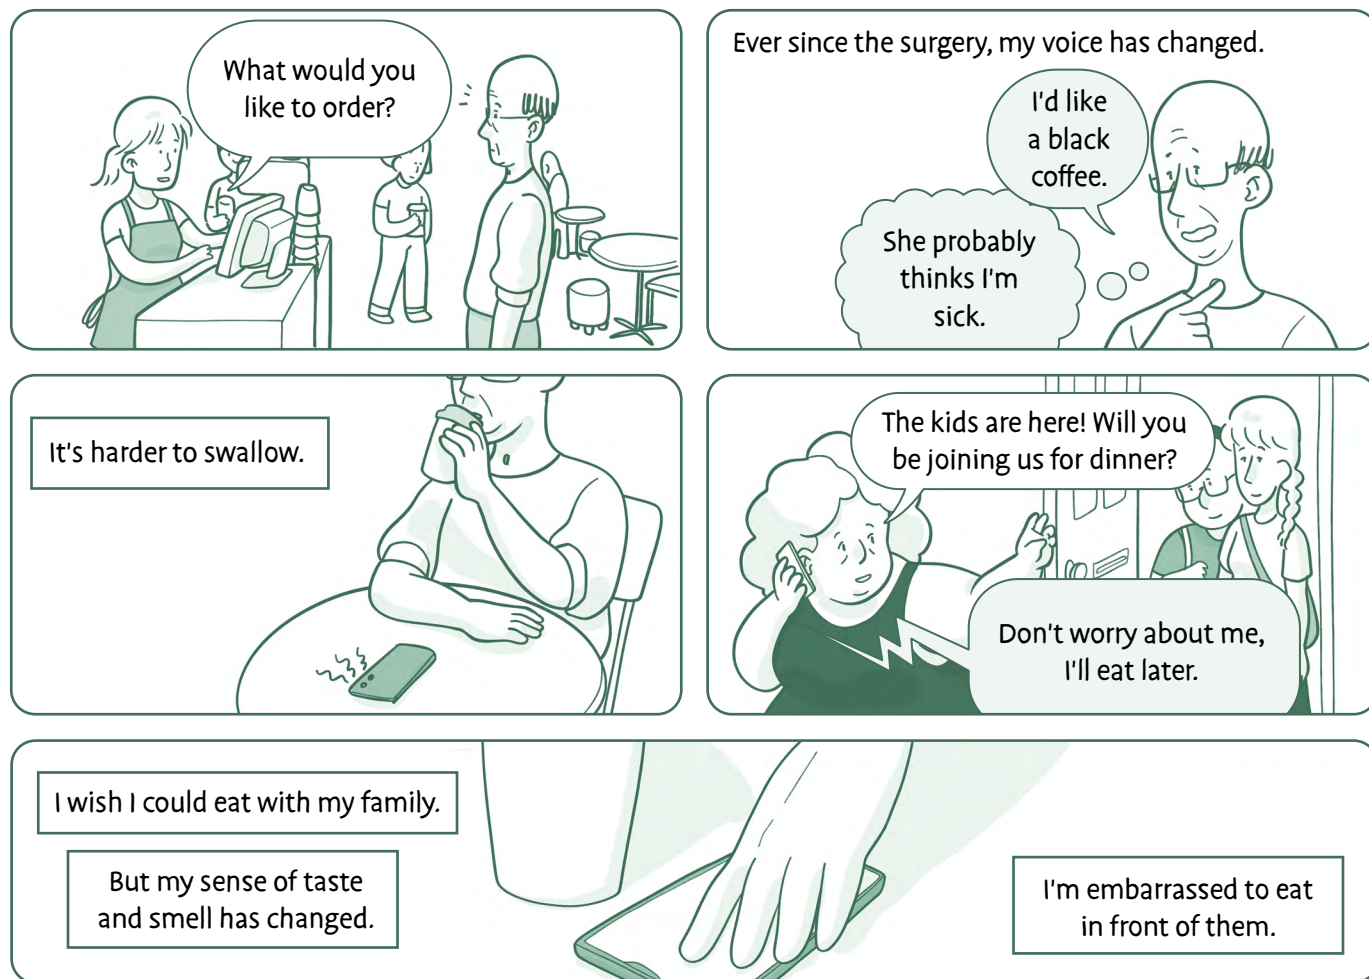 What would you
like to order?
Ever since the surgery, my voice has changed.
I'd like
a black
coffee.
She probably
thinks I'm
sick.
It's harder to swallow.
The kids are here! Will you
be joining us for dinner?
Don't worry about me,
I'll eat later.
I wish I could eat with my family.
But my sense of taste
and smell has changed.
I'm embarrassed to eat
in front of them.